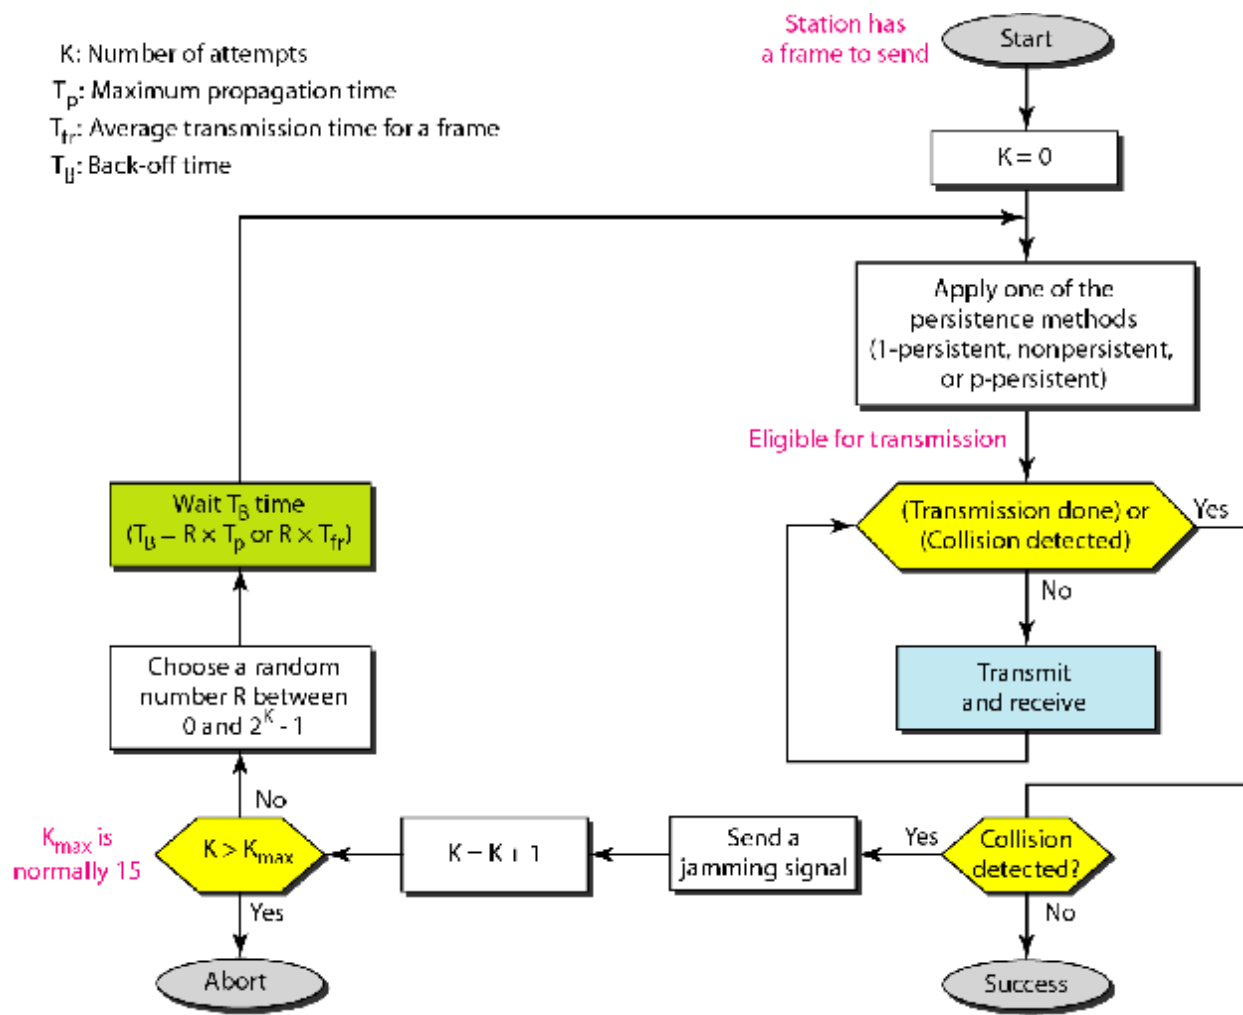 K: Number of attempts
Tp: Maximum propagation time
Tfr: Average transmission time for a frame
TB: Back-off time
Station has
a frame to send
Start
K = 0
Apply one of the
persistence methods
(1-persistent, nonpersistent,
or p-persistent)
Eligible for transmission
(Transmission done) or
(Collision detected)
Yes
No
Transmit
and receive
Wait TB time
(TB = R × Tp or R × Tfr)
Choose a random
number R between
0 and 2^K - 1
No
Kmax is
normally 15
K > Kmax
Yes
Abort
K = K + 1
Send a
jamming signal
Yes
Collision
detected?
No
Success